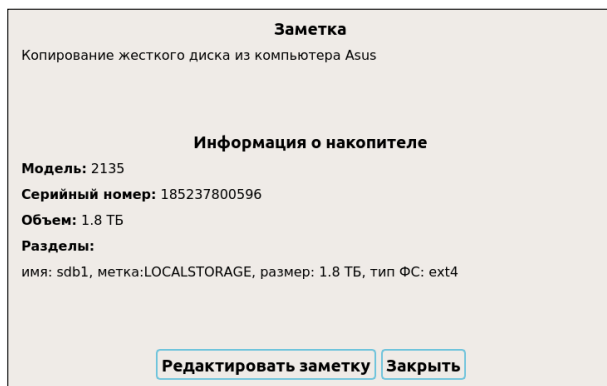 Заметка
Копирование жесткого диска из компьютера Asus
Информация о накопителе
Модель: 2135
Серийный номер: 185237800596
Объем: 1.8 ТБ
Разделы:
имя: sdb1, метка:LOCALSTORAGE, размер: 1.8 ТБ, тип ФС: ext4
Редактировать заметку Закрыть